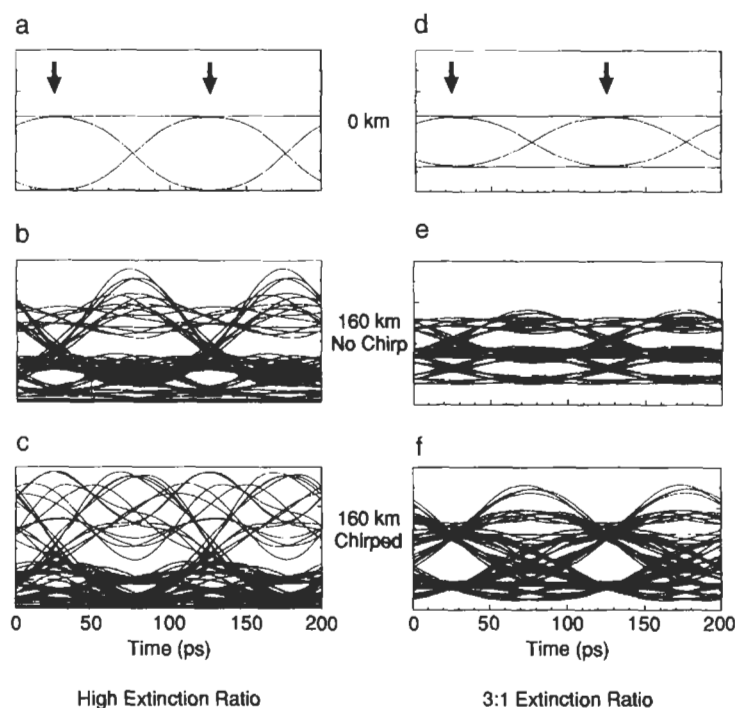 a
d
0 km
b
e
160 km
No Chirp
c
f
160 km
Chirped
0 50 100 150 200
0 50 100 150 200
Time (ps)
Time (ps)
High Extinction Ratio
3:1 Extinction Ratio